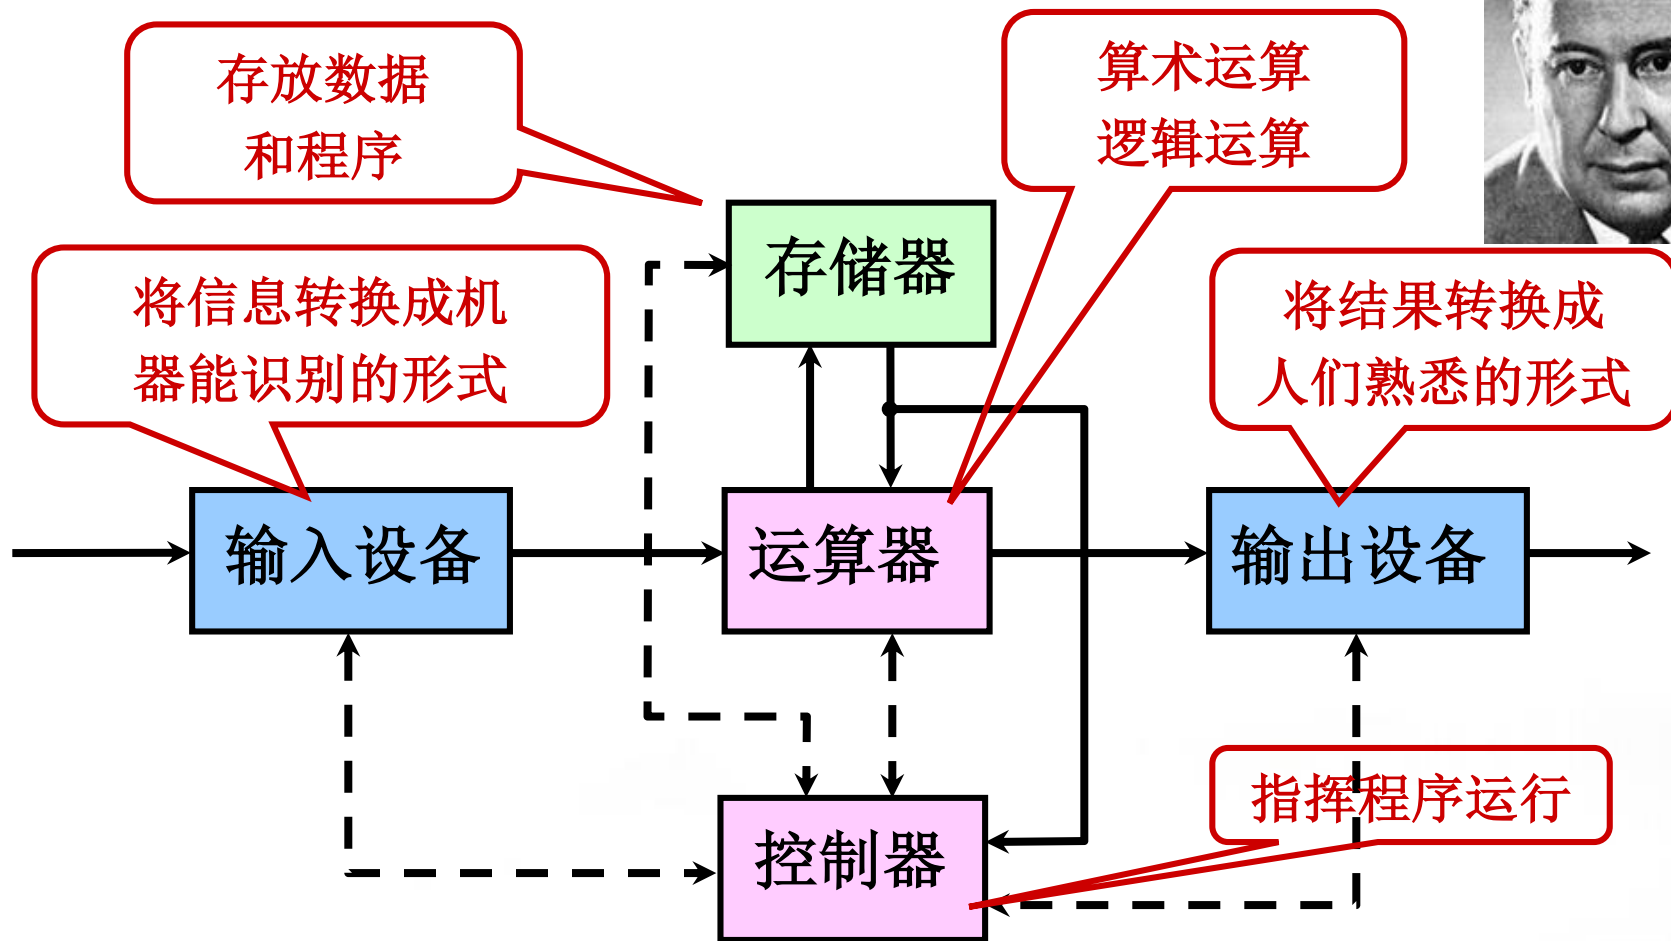 存放数据
和程序
算术运算
逻辑运算
存储器
将信息转换成机
器能识别的形式
将结果转换成
人们熟悉的形式
输入设备
运算器
输出设备
指挥程序运行
控制器